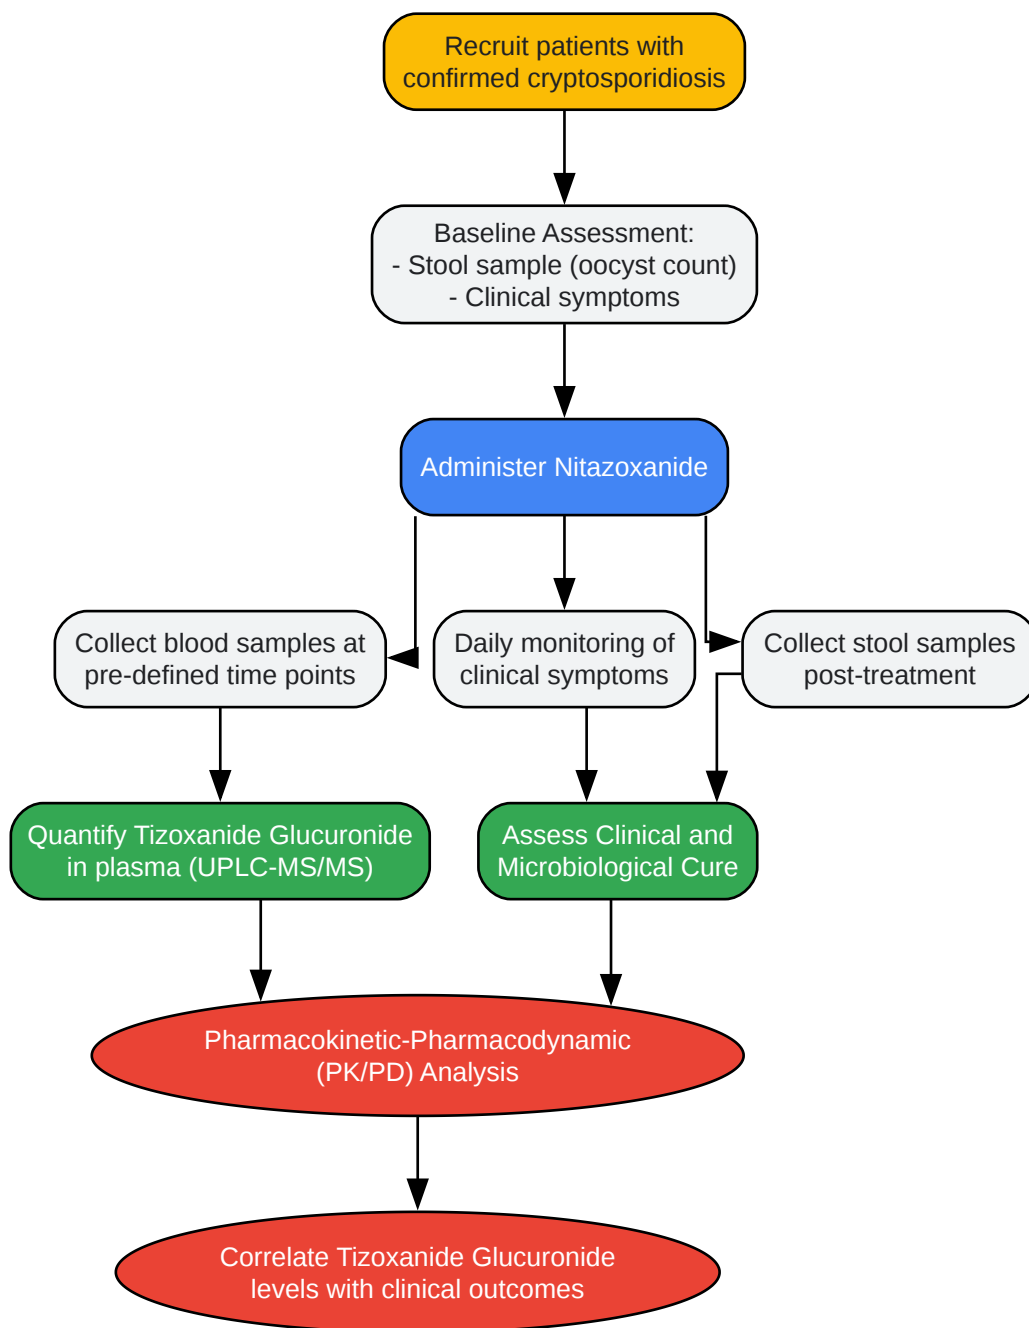 Recruit patients with
confirmed cryptosporidiosis
Baseline Assessment:
- Stool sample (oocyst count)
- Clinical symptoms
Administer Nitazoxanide
Collect blood samples at
pre-defined time points
Daily monitoring of
clinical symptoms
Collect stool samples
post-treatment
Quantify Tizoxanide Glucuronide
in plasma (UPLC-MS/MS)
Assess Clinical and
Microbiological Cure
Pharmacokinetic-Pharmacodynamic
(PK/PD) Analysis
Correlate Tizoxanide Glucuronide
levels with clinical outcomes